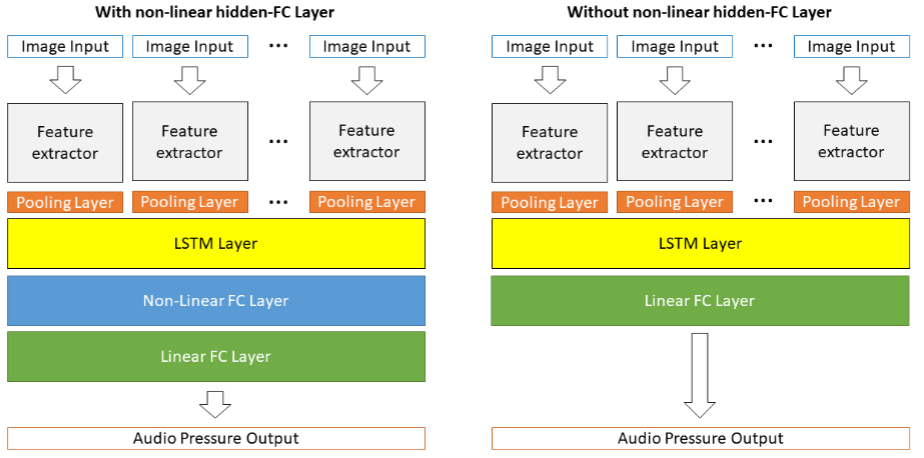 With non-linear hidden-FC Layer
Image Input Image Input ... Image Input
Feature extractor Feature extractor ... Feature extractor
Pooling Layer Pooling Layer ... Pooling Layer
LSTM Layer
Non-Linear FC Layer
Linear FC Layer
Audio Pressure Output
Without non-linear hidden-FC Layer
Image Input Image Input ... Image Input
Feature extractor Feature extractor ... Feature extractor
Pooling Layer Pooling Layer ... Pooling Layer
LSTM Layer
Linear FC Layer
Audio Pressure Output